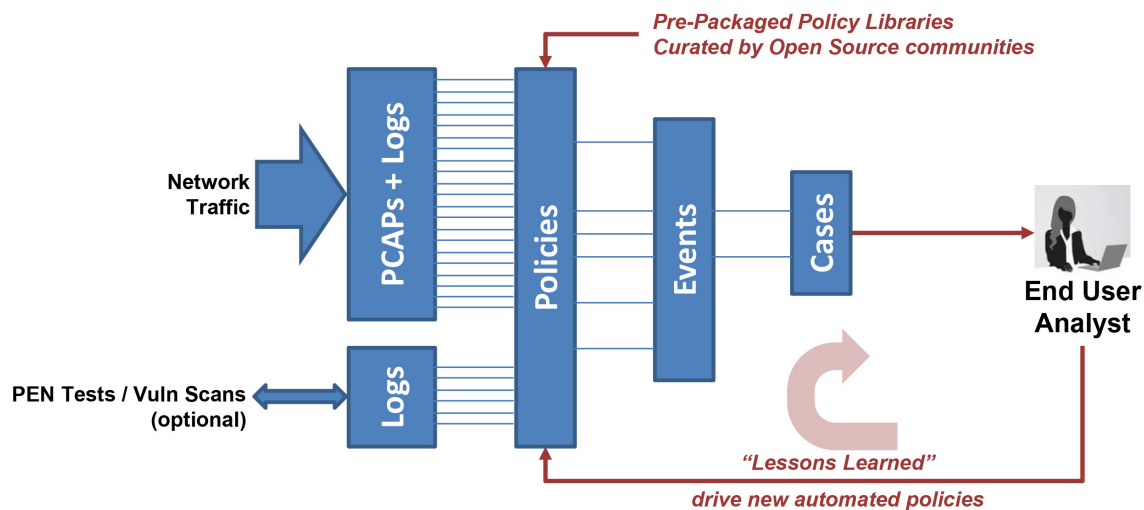 Pre-Packaged Policy Libraries
Curated by Open Source communities
Network
Traffic
PCAPs + Logs
Policies
Events
Cases
End User
Analyst
PEN Tests / Vuln Scans
(optional)
Logs
“Lessons Learned”
drive new automated policies